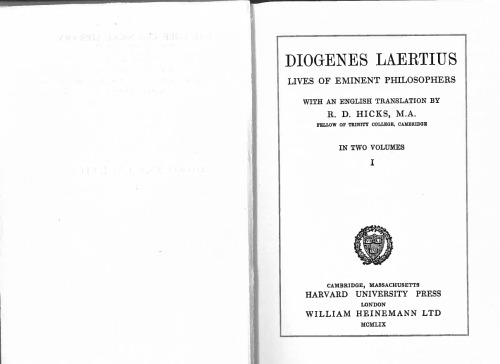 DIOGENES LAERTIUS
LIVES OF EMINENT PHILOSOPHERS
WITH AN ENGLISH TRANSLATION BY
R. D. HICKS, M.A.
FELLOW OF TRINITY COLLEGE, CAMBRIDGE
IN TWO VOLUMES
I
CAMBRIDGE, MASSACHUSETTS
HARVARD UNIVERSITY PRESS
LONDON
WILLIAM HEINEMANN LTD
MCMLIX